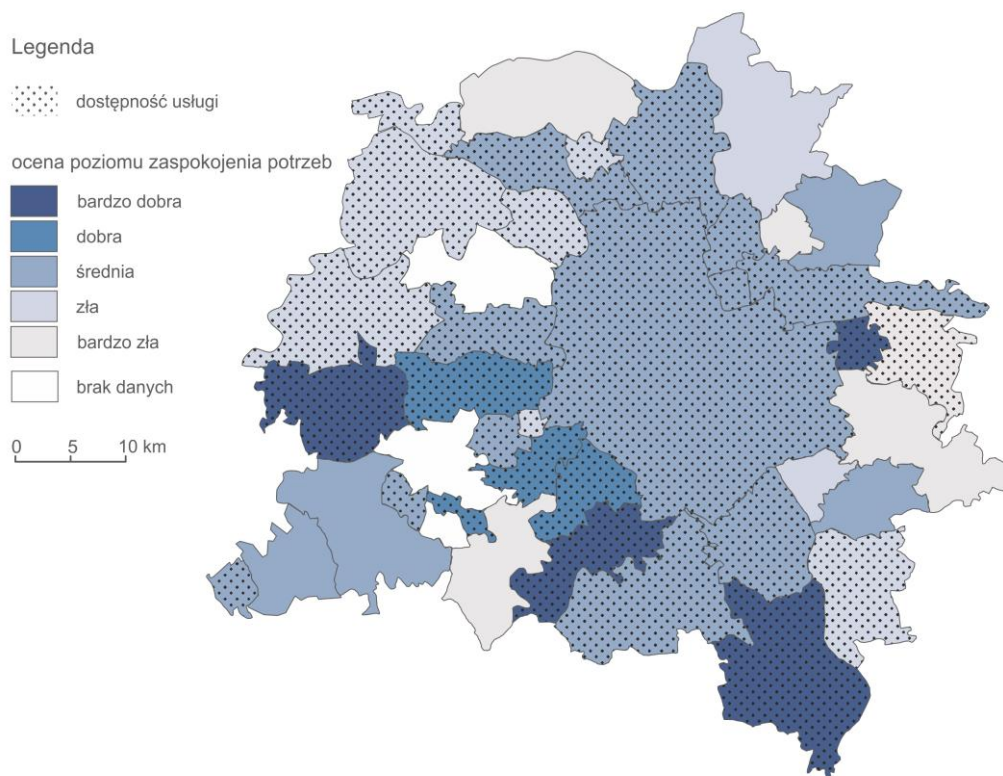 Legenda
dostępność usługi
ocena poziomu zaspokojenia potrzeb
bardzo dobra
dobra
średnia
zła
bardzo zła
brak danych
0 5 10 km